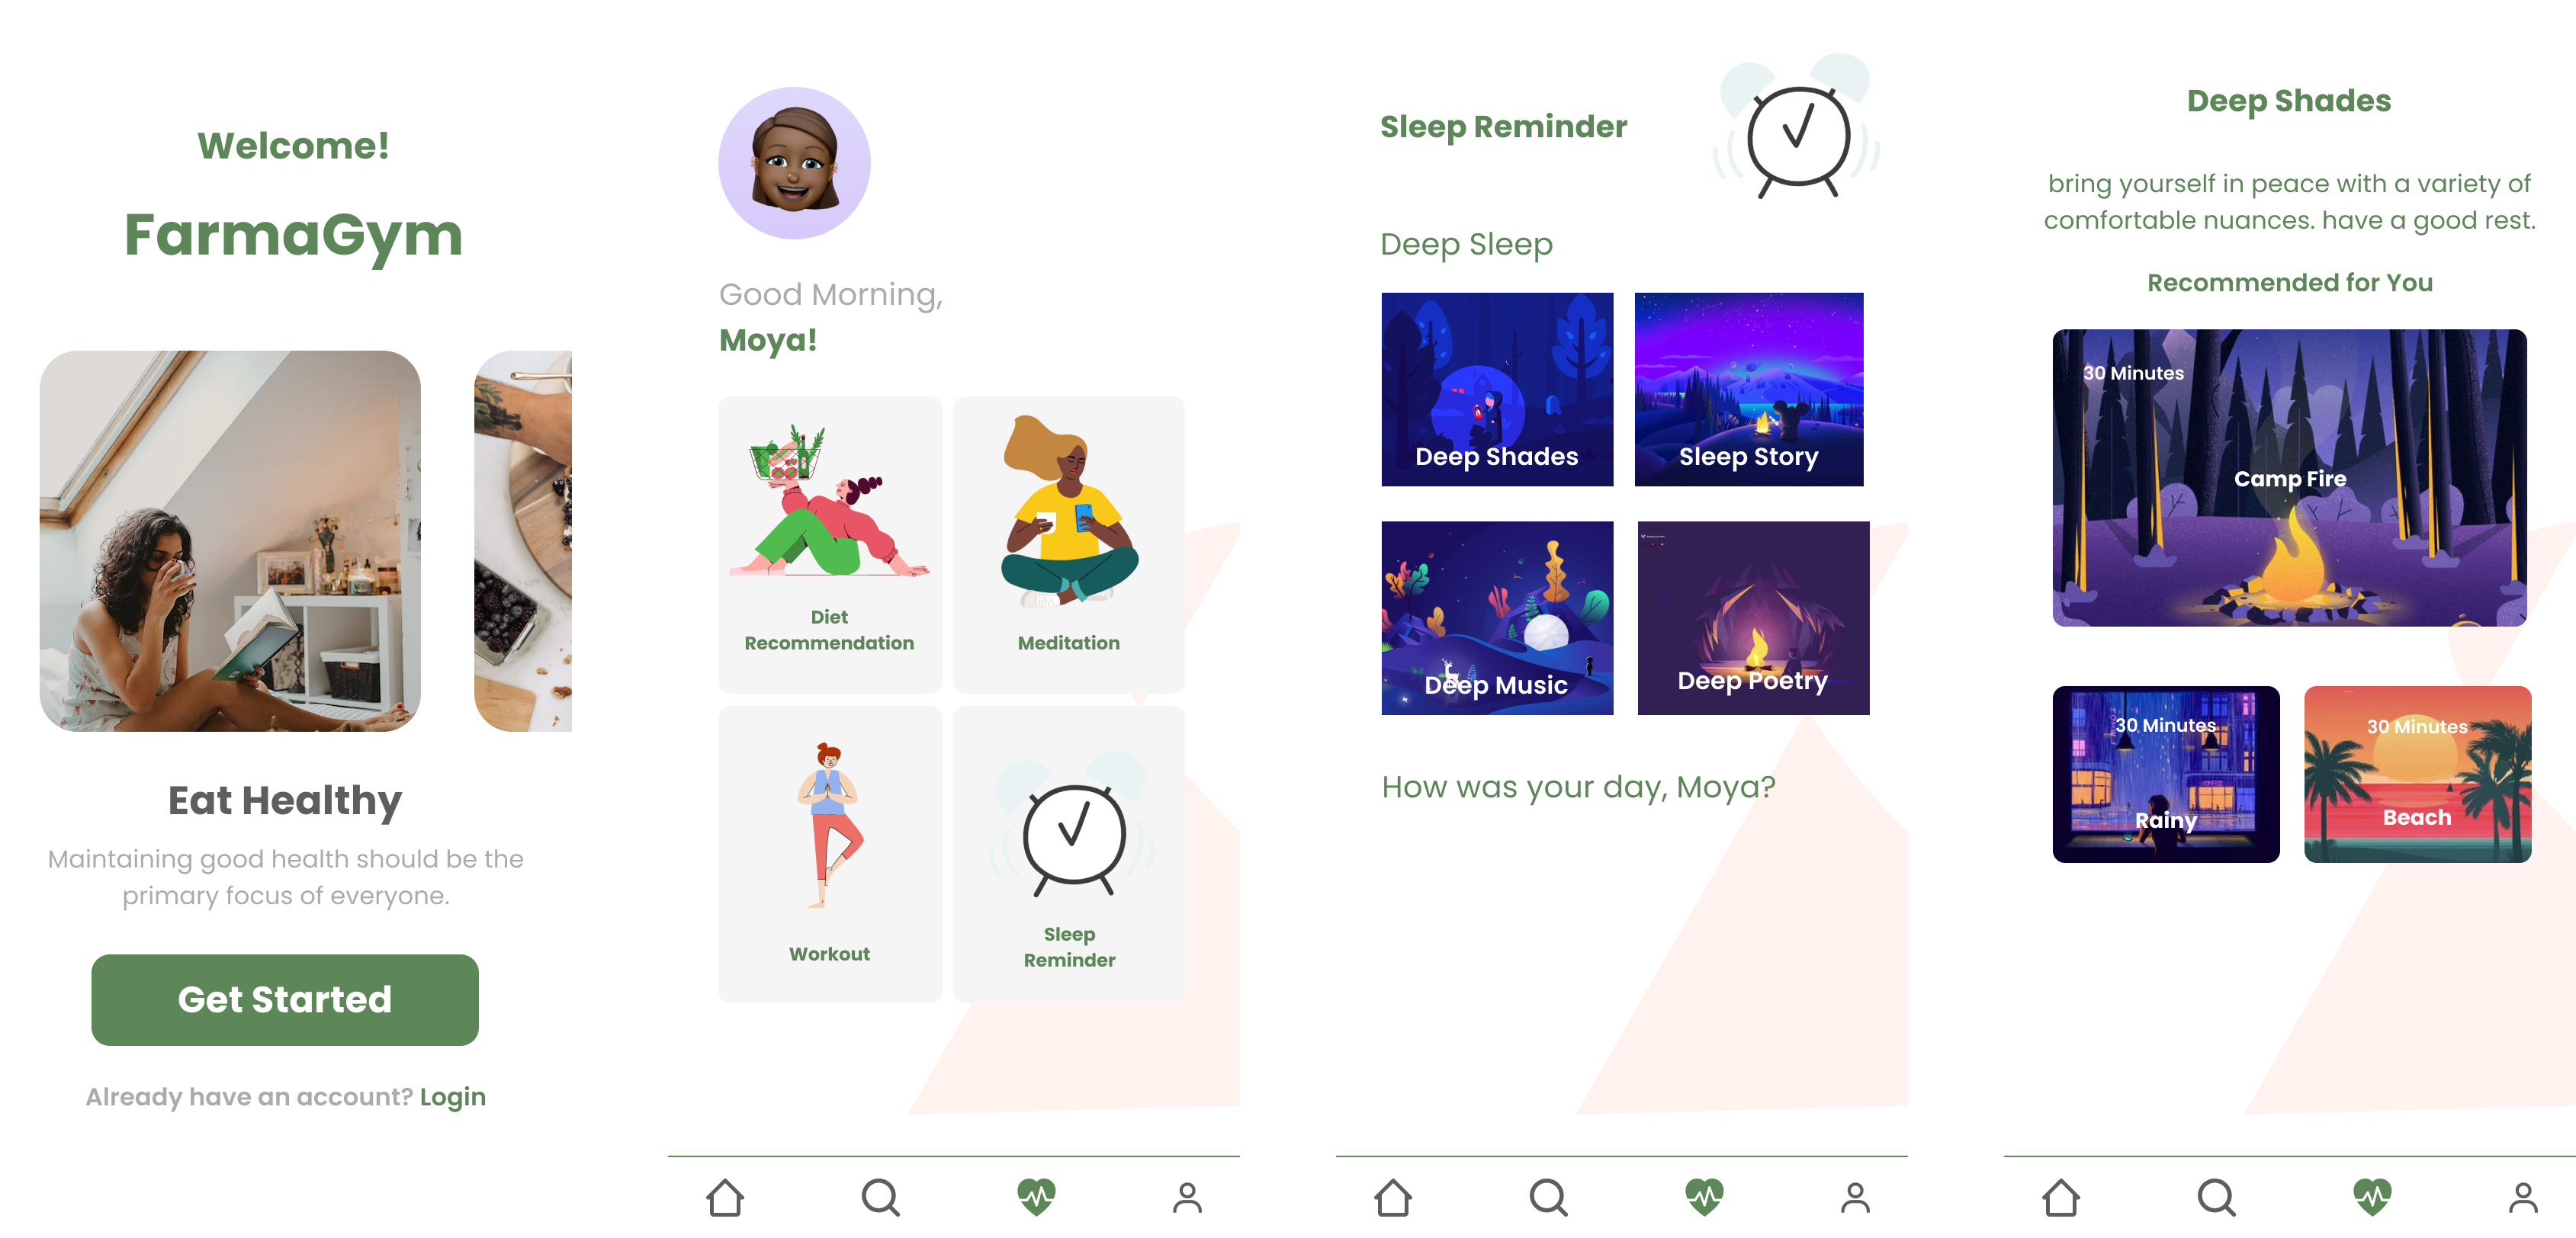 Welcome!
FarmaGym
Eat Healthy
Maintaining good health should be the
primary focus of everyone.
Get Started
Already have an account? Login
Good Morning,
Moya!
Diet
Recommendation
Meditation
Workout
Sleep
Reminder
Sleep Reminder
Deep Sleep
Deep Shades
Sleep Story
Deep Music
Deep Poetry
How was your day, Moya?
Deep Shades
bring yourself in peace with a variety of
comfortable nuances. have a good rest.
Recommended for You
30 Minutes
Camp Fire
30 Minutes
Rainy
30 Minutes
Beach